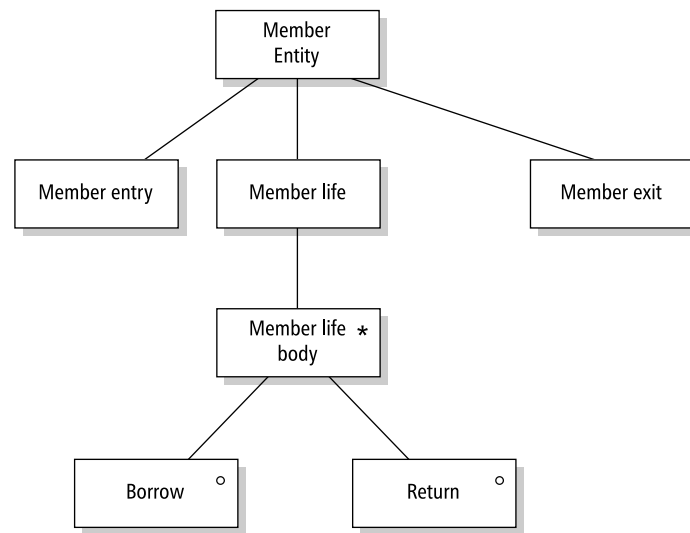 Member
Entity
Member entry
Member life
Member exit
Member life *
body
Borrow
Return